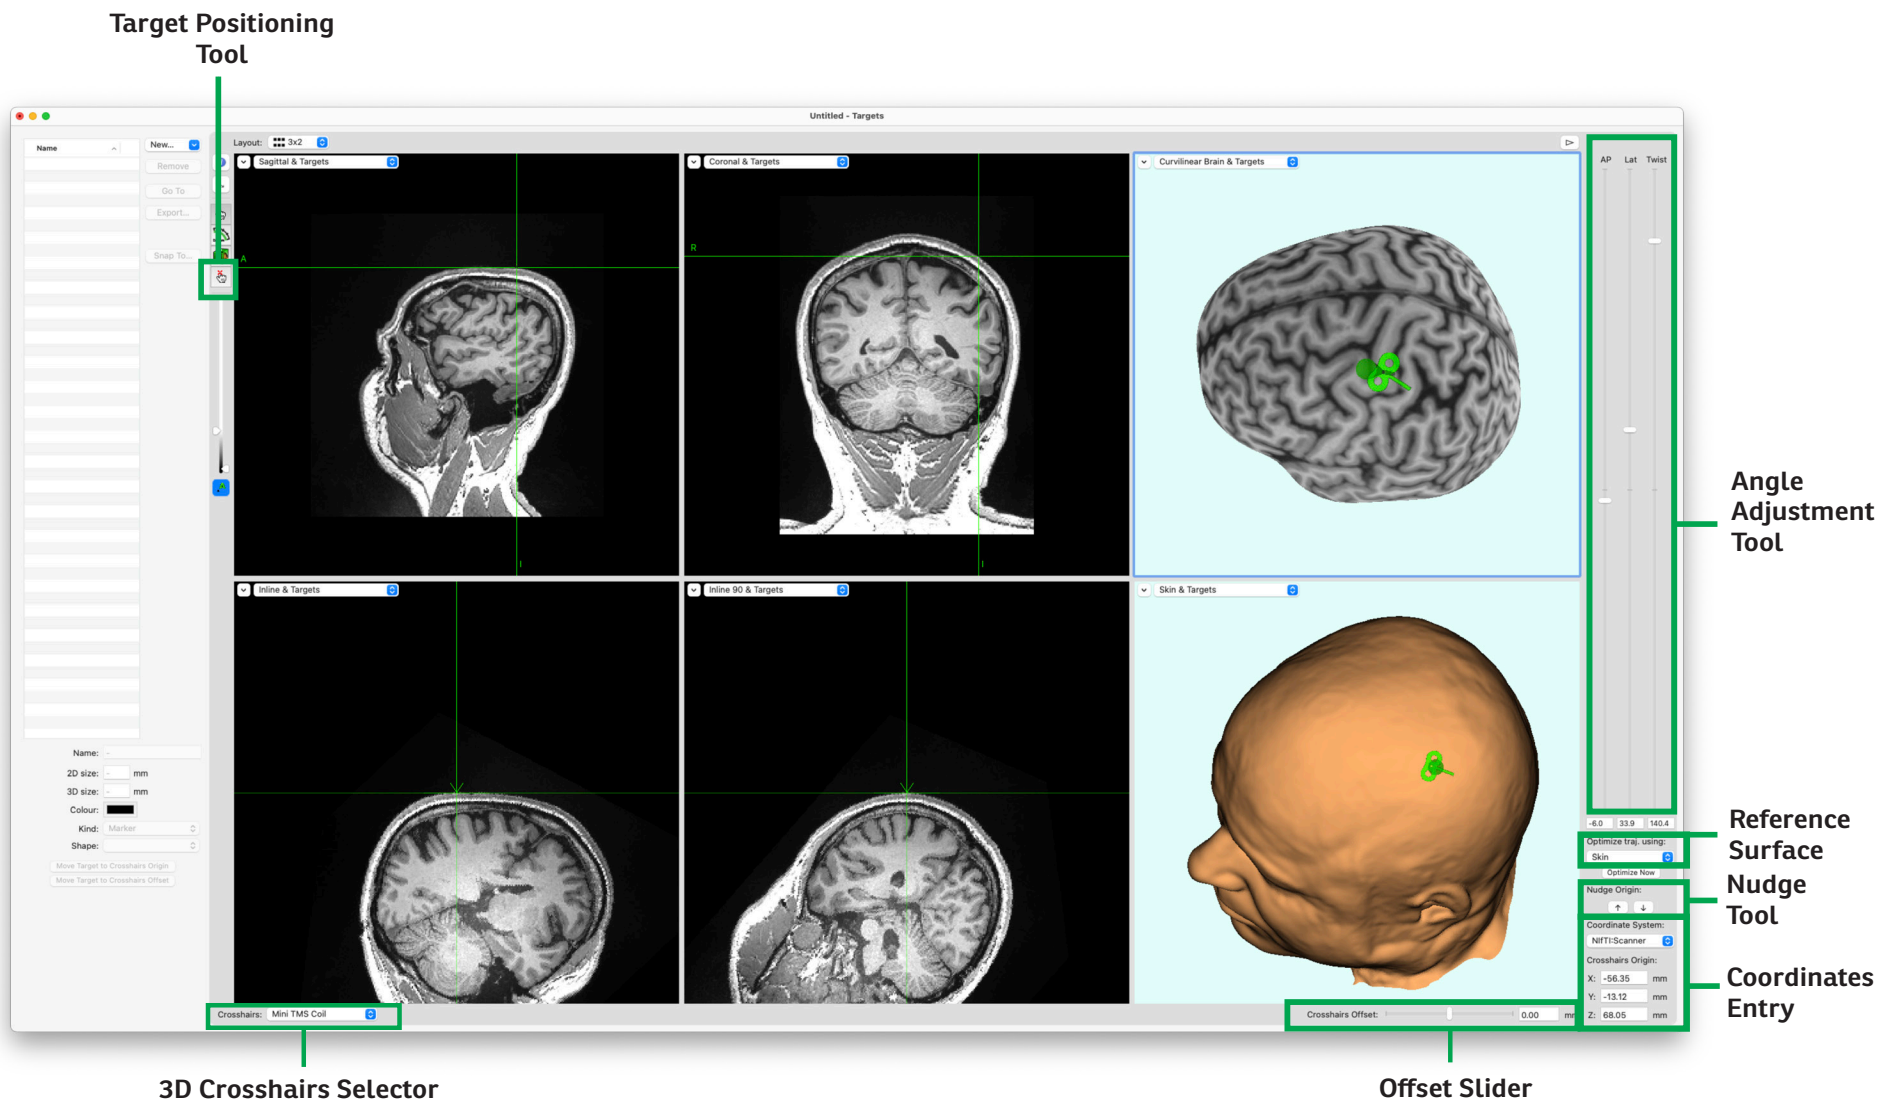 Target Positioning
Tool
Untitled - Targets
Name
New...
Remove
Go To
Export...
Snap To...
Layout: 3x2
Sagittal & Targets
A
I
Coronal & Targets
R
I
Curvilinear Brain & Targets
Inline & Targets
Inline 90 & Targets
Skin & Targets
AP Lat Twist
-6.0 33.9 140.4
Optimize traj. using:
Skin
Optimize Now
Nudge Origin:
Coordinate System:
NIfTI:Scanner
Crosshairs Origin:
X: -56.35 mm
Y: -13.12 mm
Z: 68.05 mm
Name: -
2D size: - mm
3D size: - mm
Colour:
Kind: Marker
Shape:
Move Target to Crosshairs Origin
Move Target to Crosshairs Offset
Crosshairs: Mini TMS Coil
Crosshairs Offset: 0.00
Angle
Adjustment
Tool
Reference
Surface
Nudge
Tool
Coordinates
Entry
3D Crosshairs Selector
Offset Slider